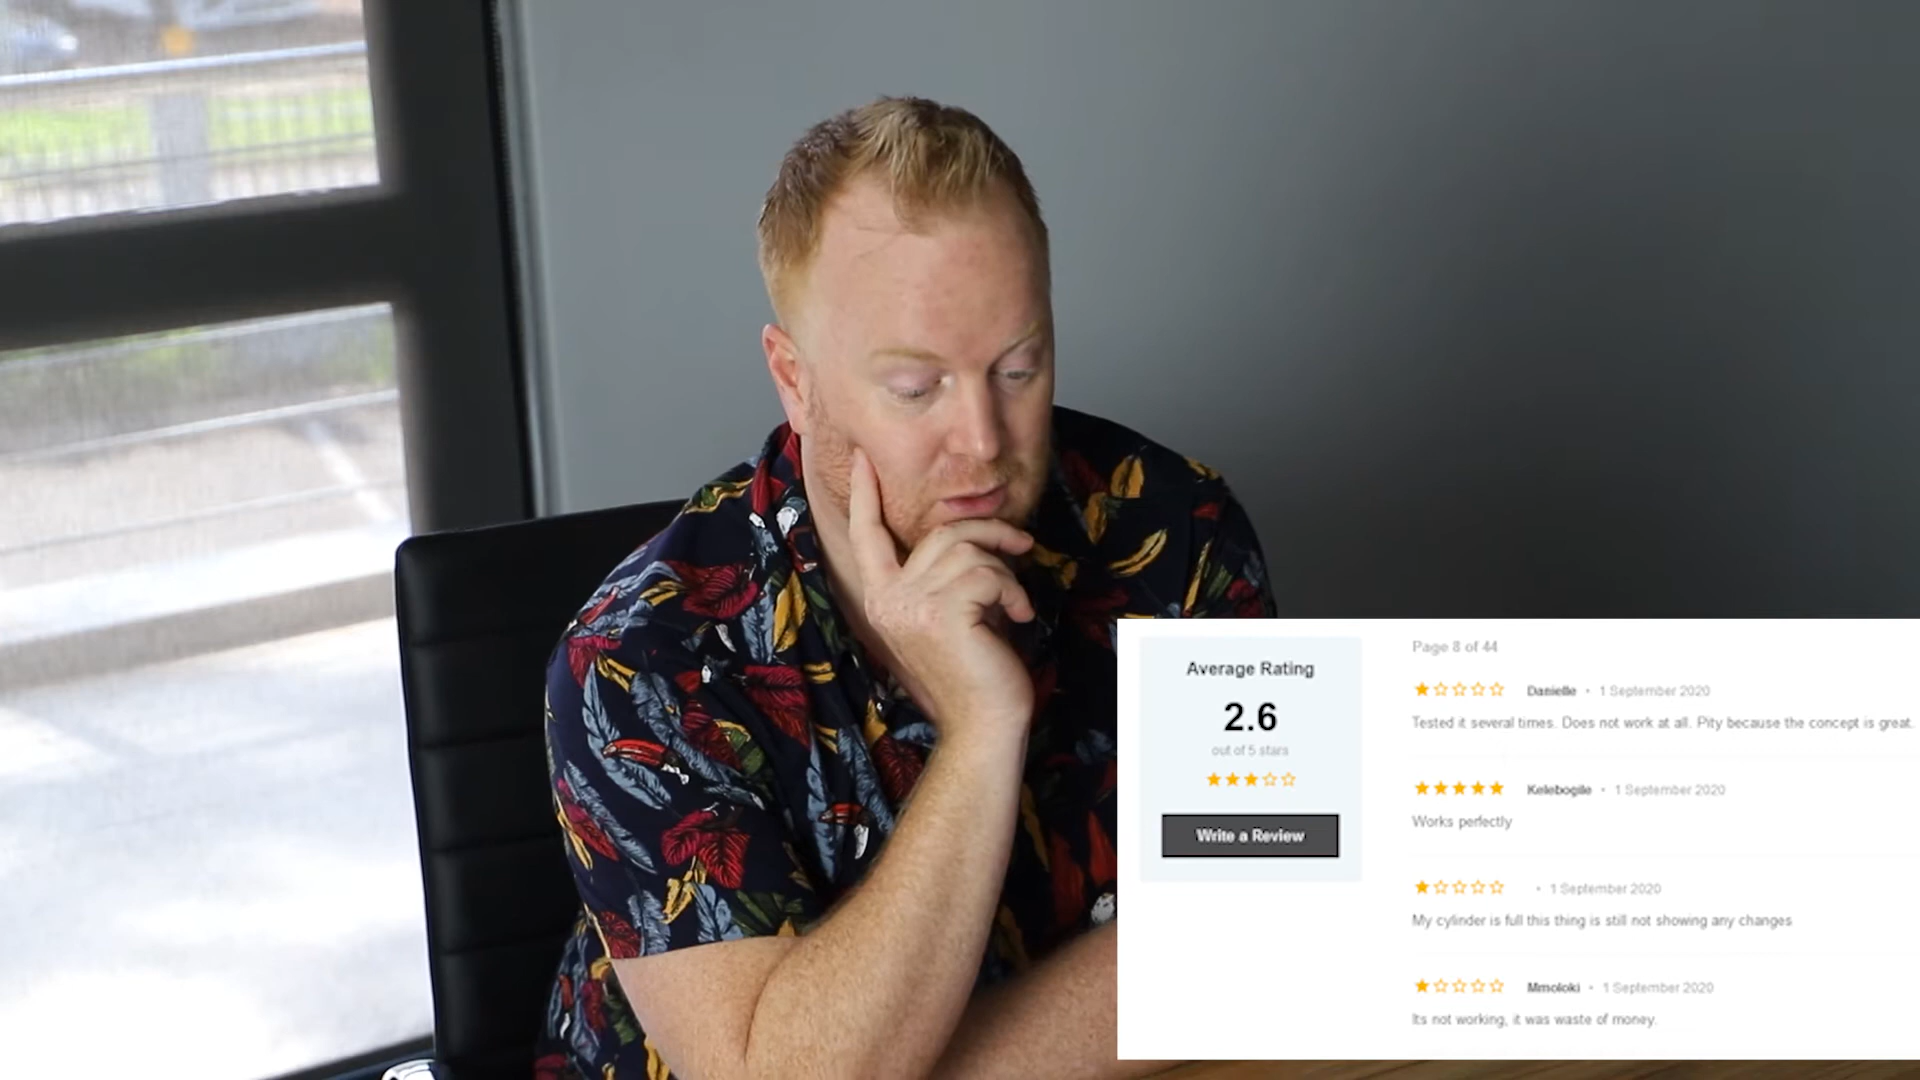 Average Rating
2.6
out of 5 stars
Write a Review
Page 8 of 44
Danielle • 1 September 2020
Tested it several times. Does not work at all. Pity because the concept is great.
Kelebogile • 1 September 2020
Works perfectly
• 1 September 2020
My cylinder is full this thing is still not showing any changes
Mmoloki • 1 September 2020
Its not working, it was waste of money.